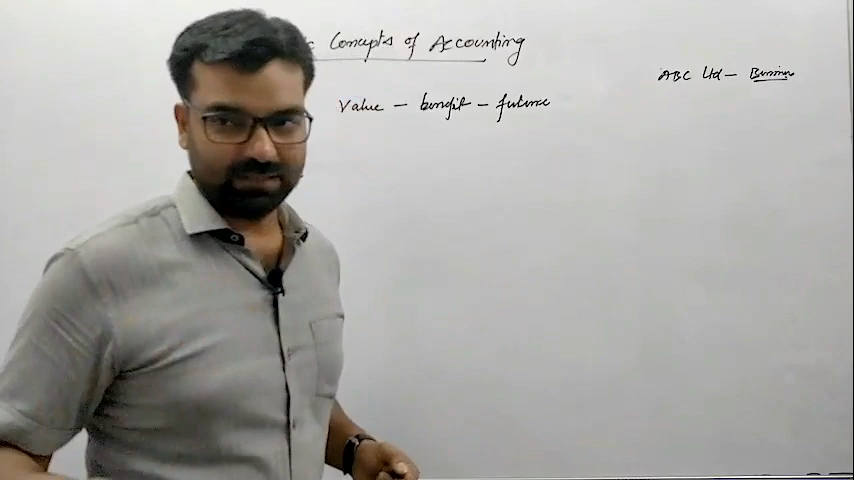 Concepts of Accounting
ABC Ltd – Business
Value – benefit – future